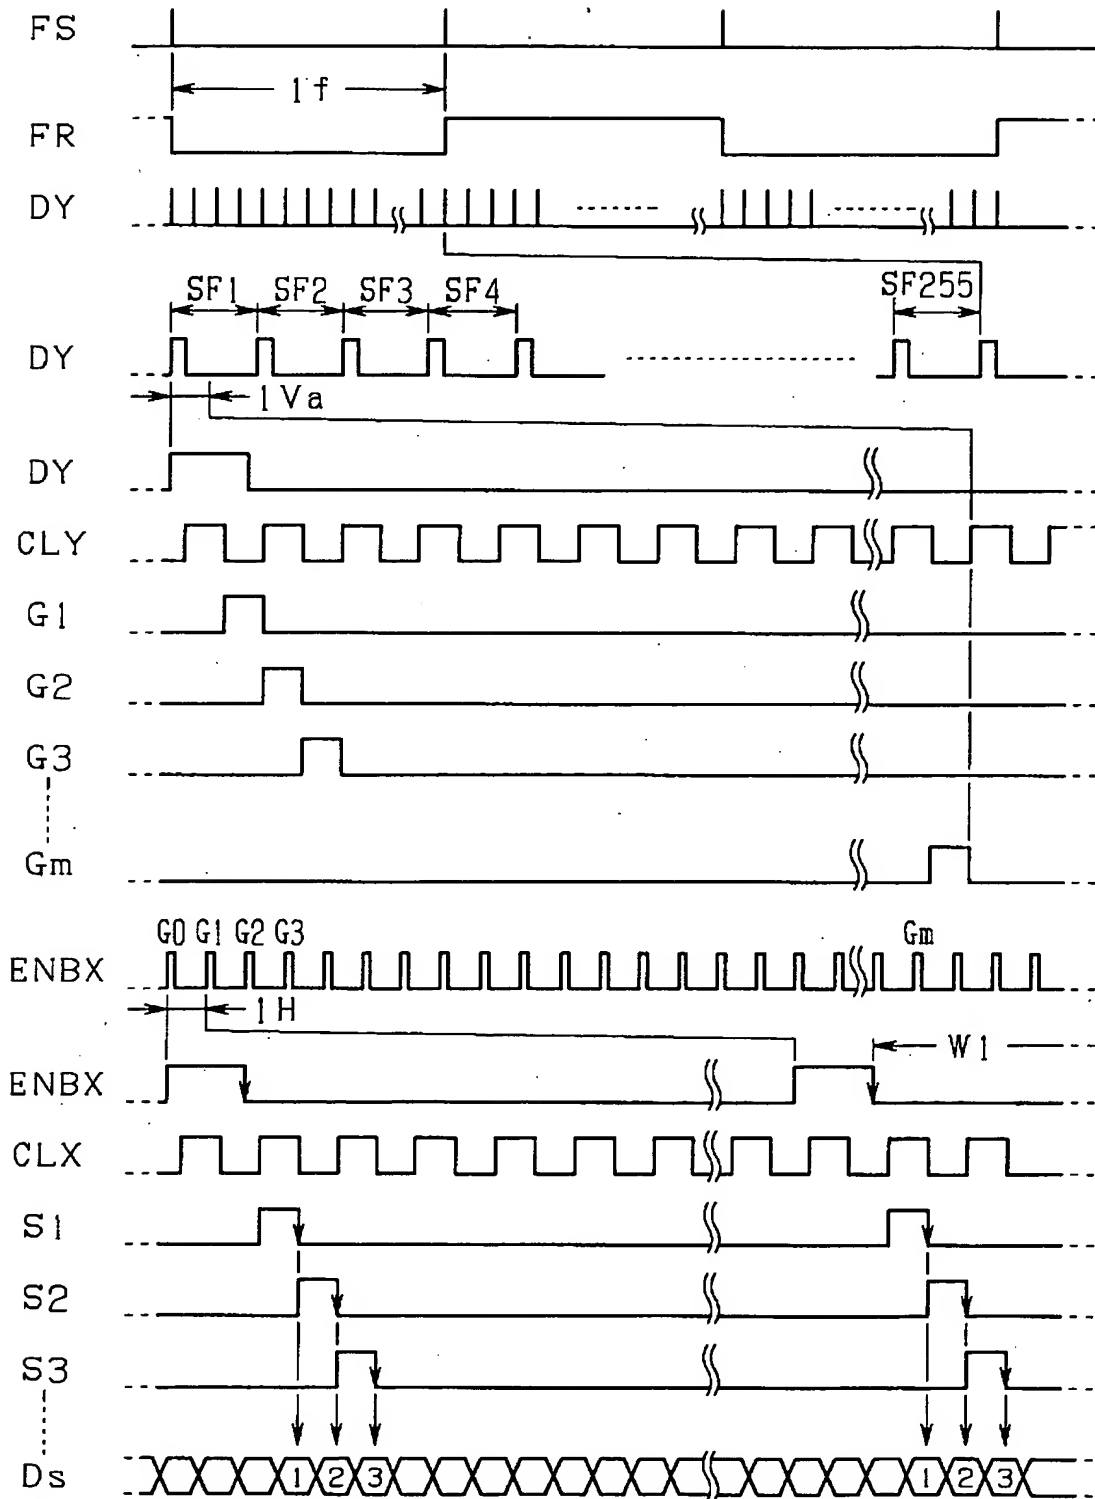 FS
1f
FR
DY
SF1 SF2 SF3 SF4 SF255
DY
1Va
DY
CLY
G1
G2
G3
Gm
G0 G1 G2 G3 Gm
ENBX
1H
W1
ENBX
CLX
S1
S2
S3
Ds 1 2 3 1 2 3